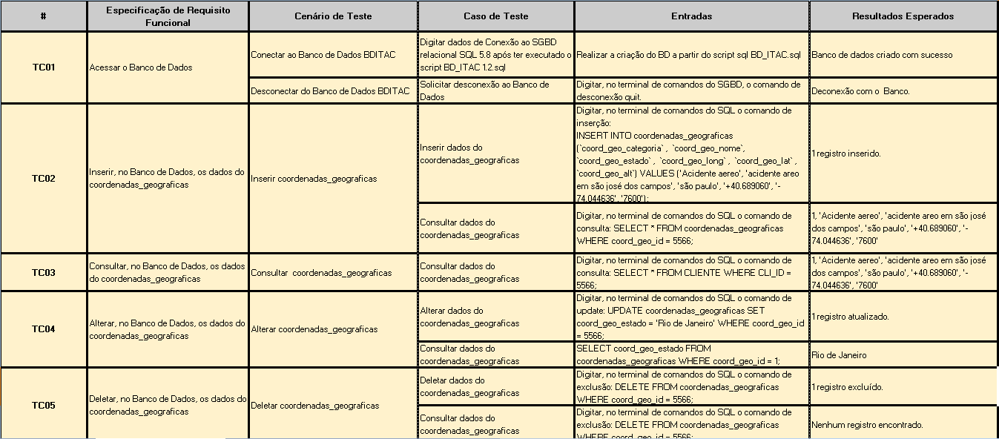 #
Especificação de Requisito
Funcional
Cenário de Teste
Caso de Teste
Entradas
Resultados Esperados
TC01
Acessar o Banco de Dados
Conectar ao Banco de Dados BDITAC
Digitar dados de Conexão ao SGBD
relacional SQL 5.8 após ter executado o
script BD_ITAC 1.2.sql
Realizar a criação do BD a partir do script sql BD_ITAC.sql
Banco de dados criado com sucesso
Desconectar do Banco de Dados BDITAC
Solicitar desconexão ao Banco de
Dados
Digitar, no terminal de comandos do SGBD, o comando de
desconexão quit.
Deconexão com o  Banco.
TC02
Inserir, no Banco de Dados, os dados do
coordenadas_geograficas
Inserir coordenadas_geograficas
Inserir dados do
coordenadas_geograficas
Digitar, no terminal de comandos do SQL o comando de
inserção:
INSERT INTO coordenadas_geograficas
(`coord_geo_categoria` ,  `coord_geo_nome`,
`coord_geo_estado` ,  `coord_geo_long` ,  `coord_geo_lat` ,
`coord_geo_alt`) VALUES ('Acidente aereo', 'acidente areo
em são josé dos campos', 'são paulo', '+40.689060', '-
74.044636', '7600');
1 registro inserido.
Consultar dados do
coordenadas_geograficas
Digitar, no terminal de comandos do SQL o comando de
consulta: SELECT * FROM coordenadas_geograficas
WHERE coord_geo_id = 5566;
1, 'Acidente aereo', 'acidente areo em são josé
dos campos', 'são paulo', '+40.689060', '-
74.044636', '7600'
TC03
Consultar, no Banco de Dados, os dados
do coordenadas_geograficas
Consultar  coordenadas_geograficas
Consultar dados do
coordenadas_geograficas
Digitar, no terminal de comandos do SQL o comando de
consulta: SELECT * FROM CLIENTE WHERE CLI_ID =
5566;
1, 'Acidente aereo', 'acidente areo em são josé
dos campos', 'são paulo', '+40.689060', '-
74.044636', '7600'
TC04
Alterar, no Banco de Dados, os dados do
coordenadas_geograficas
Alterar coordenadas_geograficas
Alterar dados do
coordenadas_geograficas
Digitar, no terminal de comandos do SQL o comando de
update: UPDATE coordenadas_geograficas SET
coord_geo_estado = 'Rio de Janeiro' WHERE coord_geo_id
= 5566;
1 registro atualizado.
Consultar dados do
coordenadas_geograficas
SELECT coord_geo_estado FROM
coordenadas_geograficas WHERE coord_geo_id = 1;
Rio de Janeiro
TC05
Deletar, no Banco de Dados, os dados do
coordenadas_geograficas
Deletar coordenadas_geograficas
Deletar dados do
coordenadas_geograficas
Digitar, no terminal de comandos do SQL o comando de
exclusão: DELETE FROM coordenadas_geograficas
WHERE coord_geo_id = 5566;
1 registro excluído.
Consultar dados do
coordenadas_geograficas
Digitar, no terminal de comandos do SQL o comando de
exclusão: DELETE FROM coordenadas_geograficas
WHERE coord_geo_id = 5566;
Nenhum registro encontrado.